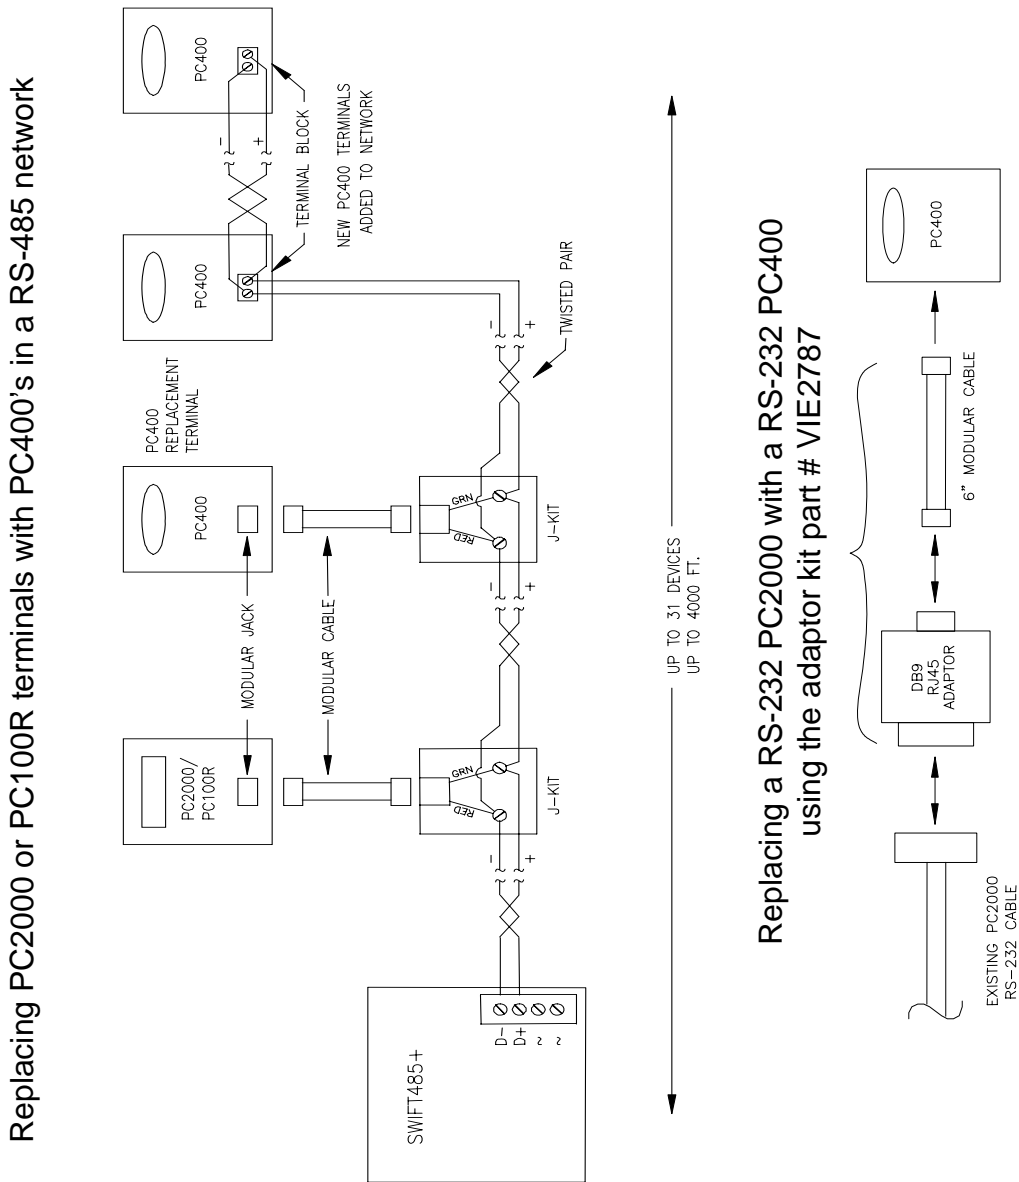 Replacing PC2000 or PC100R terminals with PC400's in a RS-485 network
SWIFT485+
D-
D+
~
~
-
+
PC2000/
PC100R
MODULAR JACK
MODULAR CABLE
RED
GRN
J-KIT
-
+
PC400
REPLACEMENT
TERMINAL
PC400
RED
GRN
J-KIT
-
+
TWISTED PAIR
PC400
TERMINAL BLOCK
NEW PC400 TERMINALS
ADDED TO NETWORK
-
+
PC400
UP TO 31 DEVICES
UP TO 4000 FT.
Replacing a RS-232 PC2000 with a RS-232 PC400
using the adaptor kit part # VIE2787
EXISTING PC2000
RS-232 CABLE
DB9
RJ45
ADAPTOR
6" MODULAR CABLE
PC400